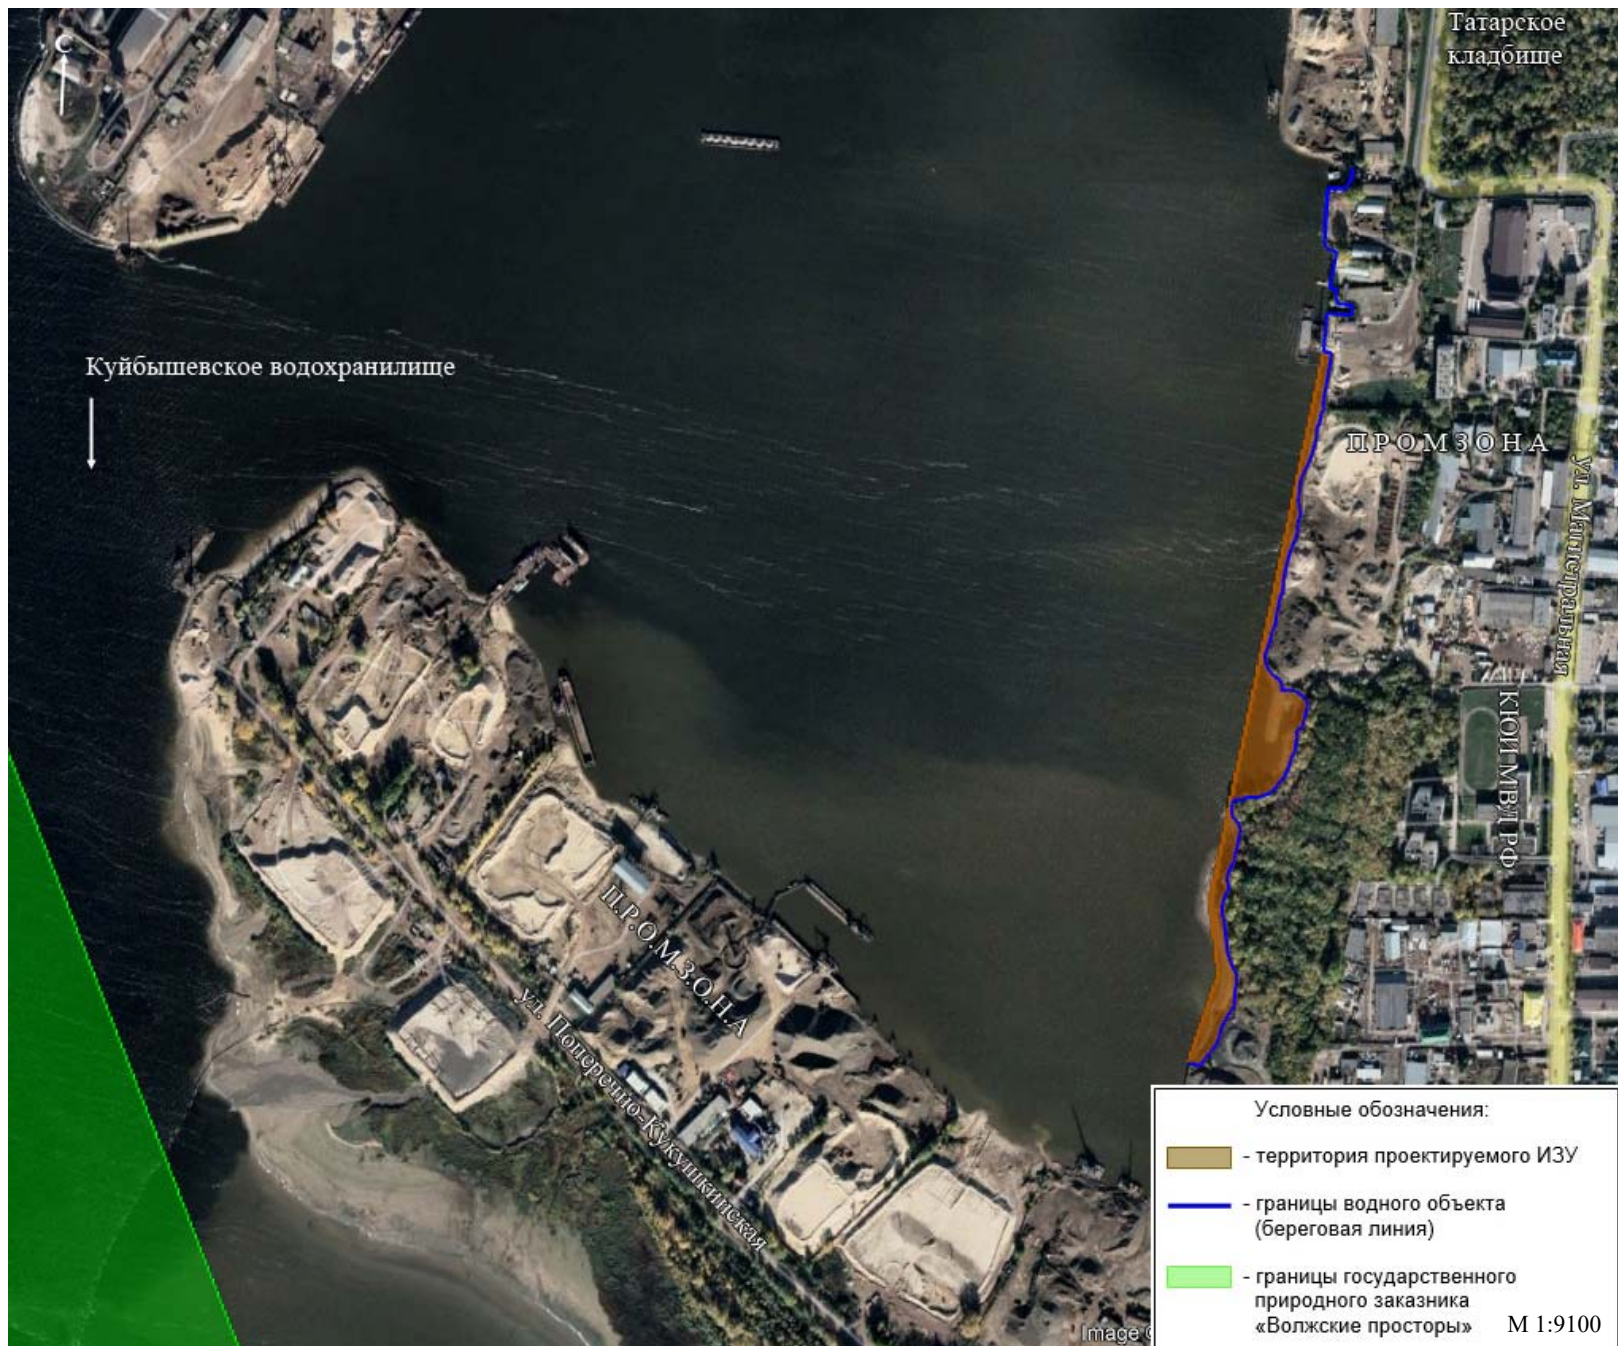 С
Татарское
кладбище
Куйбышевское водохранилище
ПРОМЗОНА
ул. Магистральная
КЮИ МВД РФ
П.Р.О.М.З.О.Н.А
ул. Поперечно-Кукушкинская
Условные обозначения:
- территория проектируемого ИЗУ
- границы водного объекта
(береговая линия)
- границы государственного
природного заказника
«Волжские просторы»
М 1:9100
Image ©